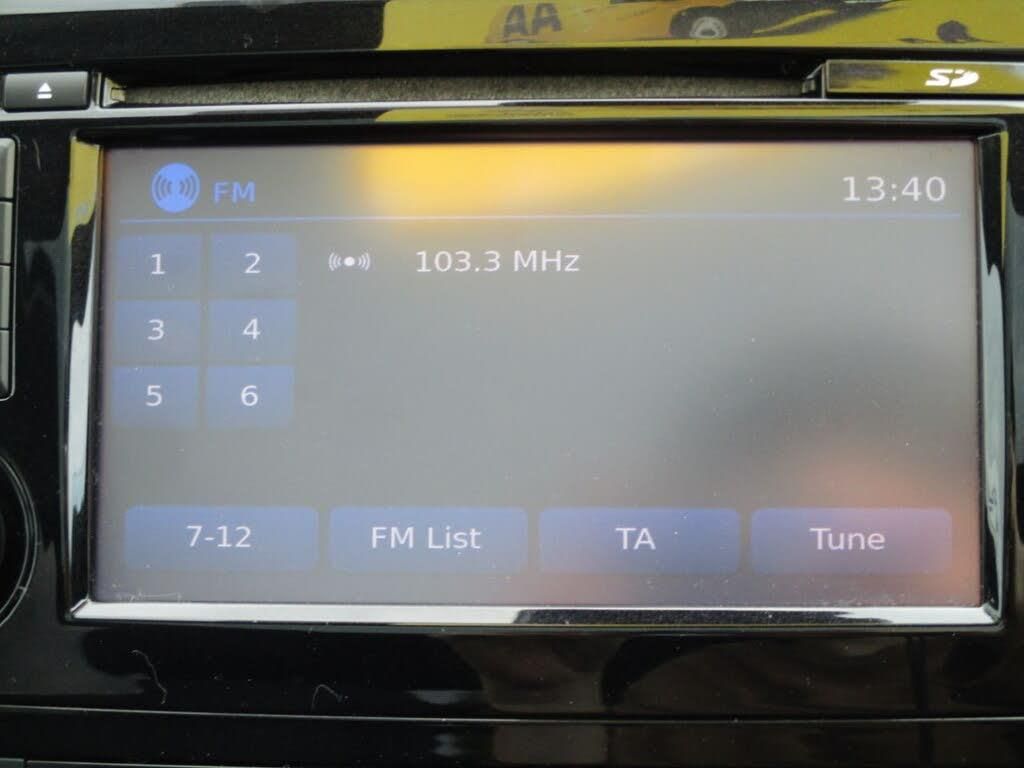 AA
SD
FM 13:40
1 2 103.3 MHz
3 4
5 6
7-12 FM List TA Tune